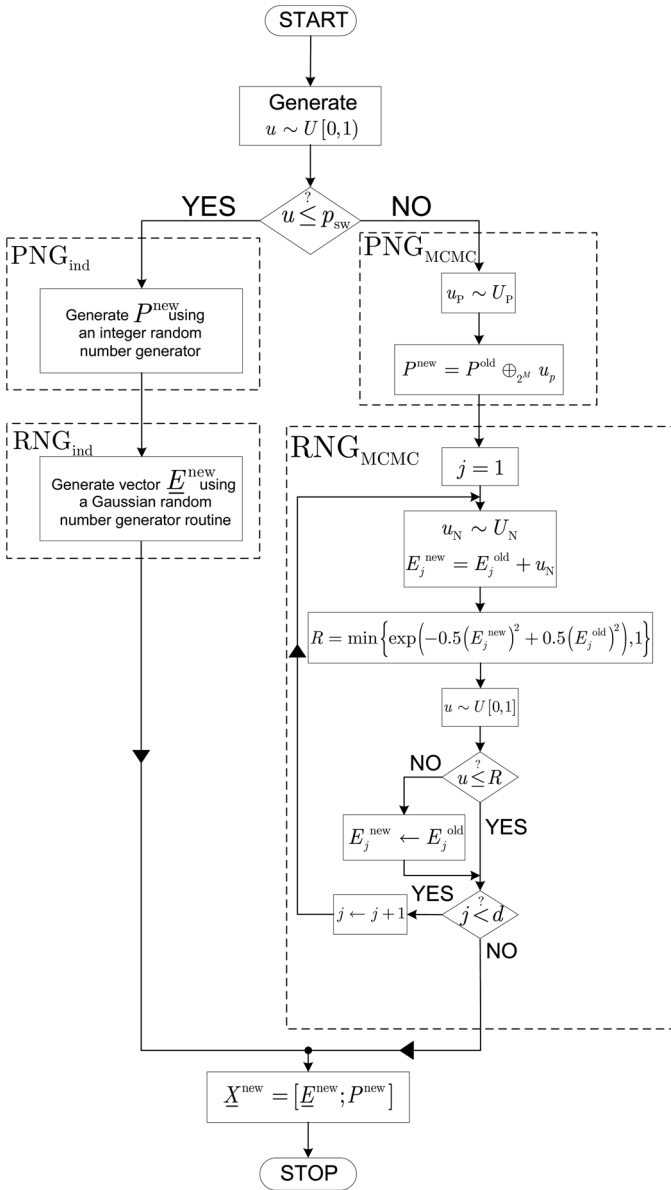 START
Generate
u ∼ U[0,1)
?
u ≤ p_sw
YES
NO
PNG_ind
Generate P^new using
an integer random
number generator
RNG_ind
Generate vector E^new using
a Gaussian random
number generator routine
PNG_MCMC
u_P ∼ U_P
P^new = P^old ⊕_2^M u_p
RNG_MCMC
j = 1
u_N ∼ U_N
E_j^new = E_j^old + u_N
R = min{exp(−0.5(E_j^new)^2 + 0.5(E_j^old)^2),1}
u ∼ U[0,1]
?
u ≤ R
NO
YES
E_j^new ← E_j^old
?
j < d
YES
NO
j ← j+1
X^new = [E^new; P^new]
STOP